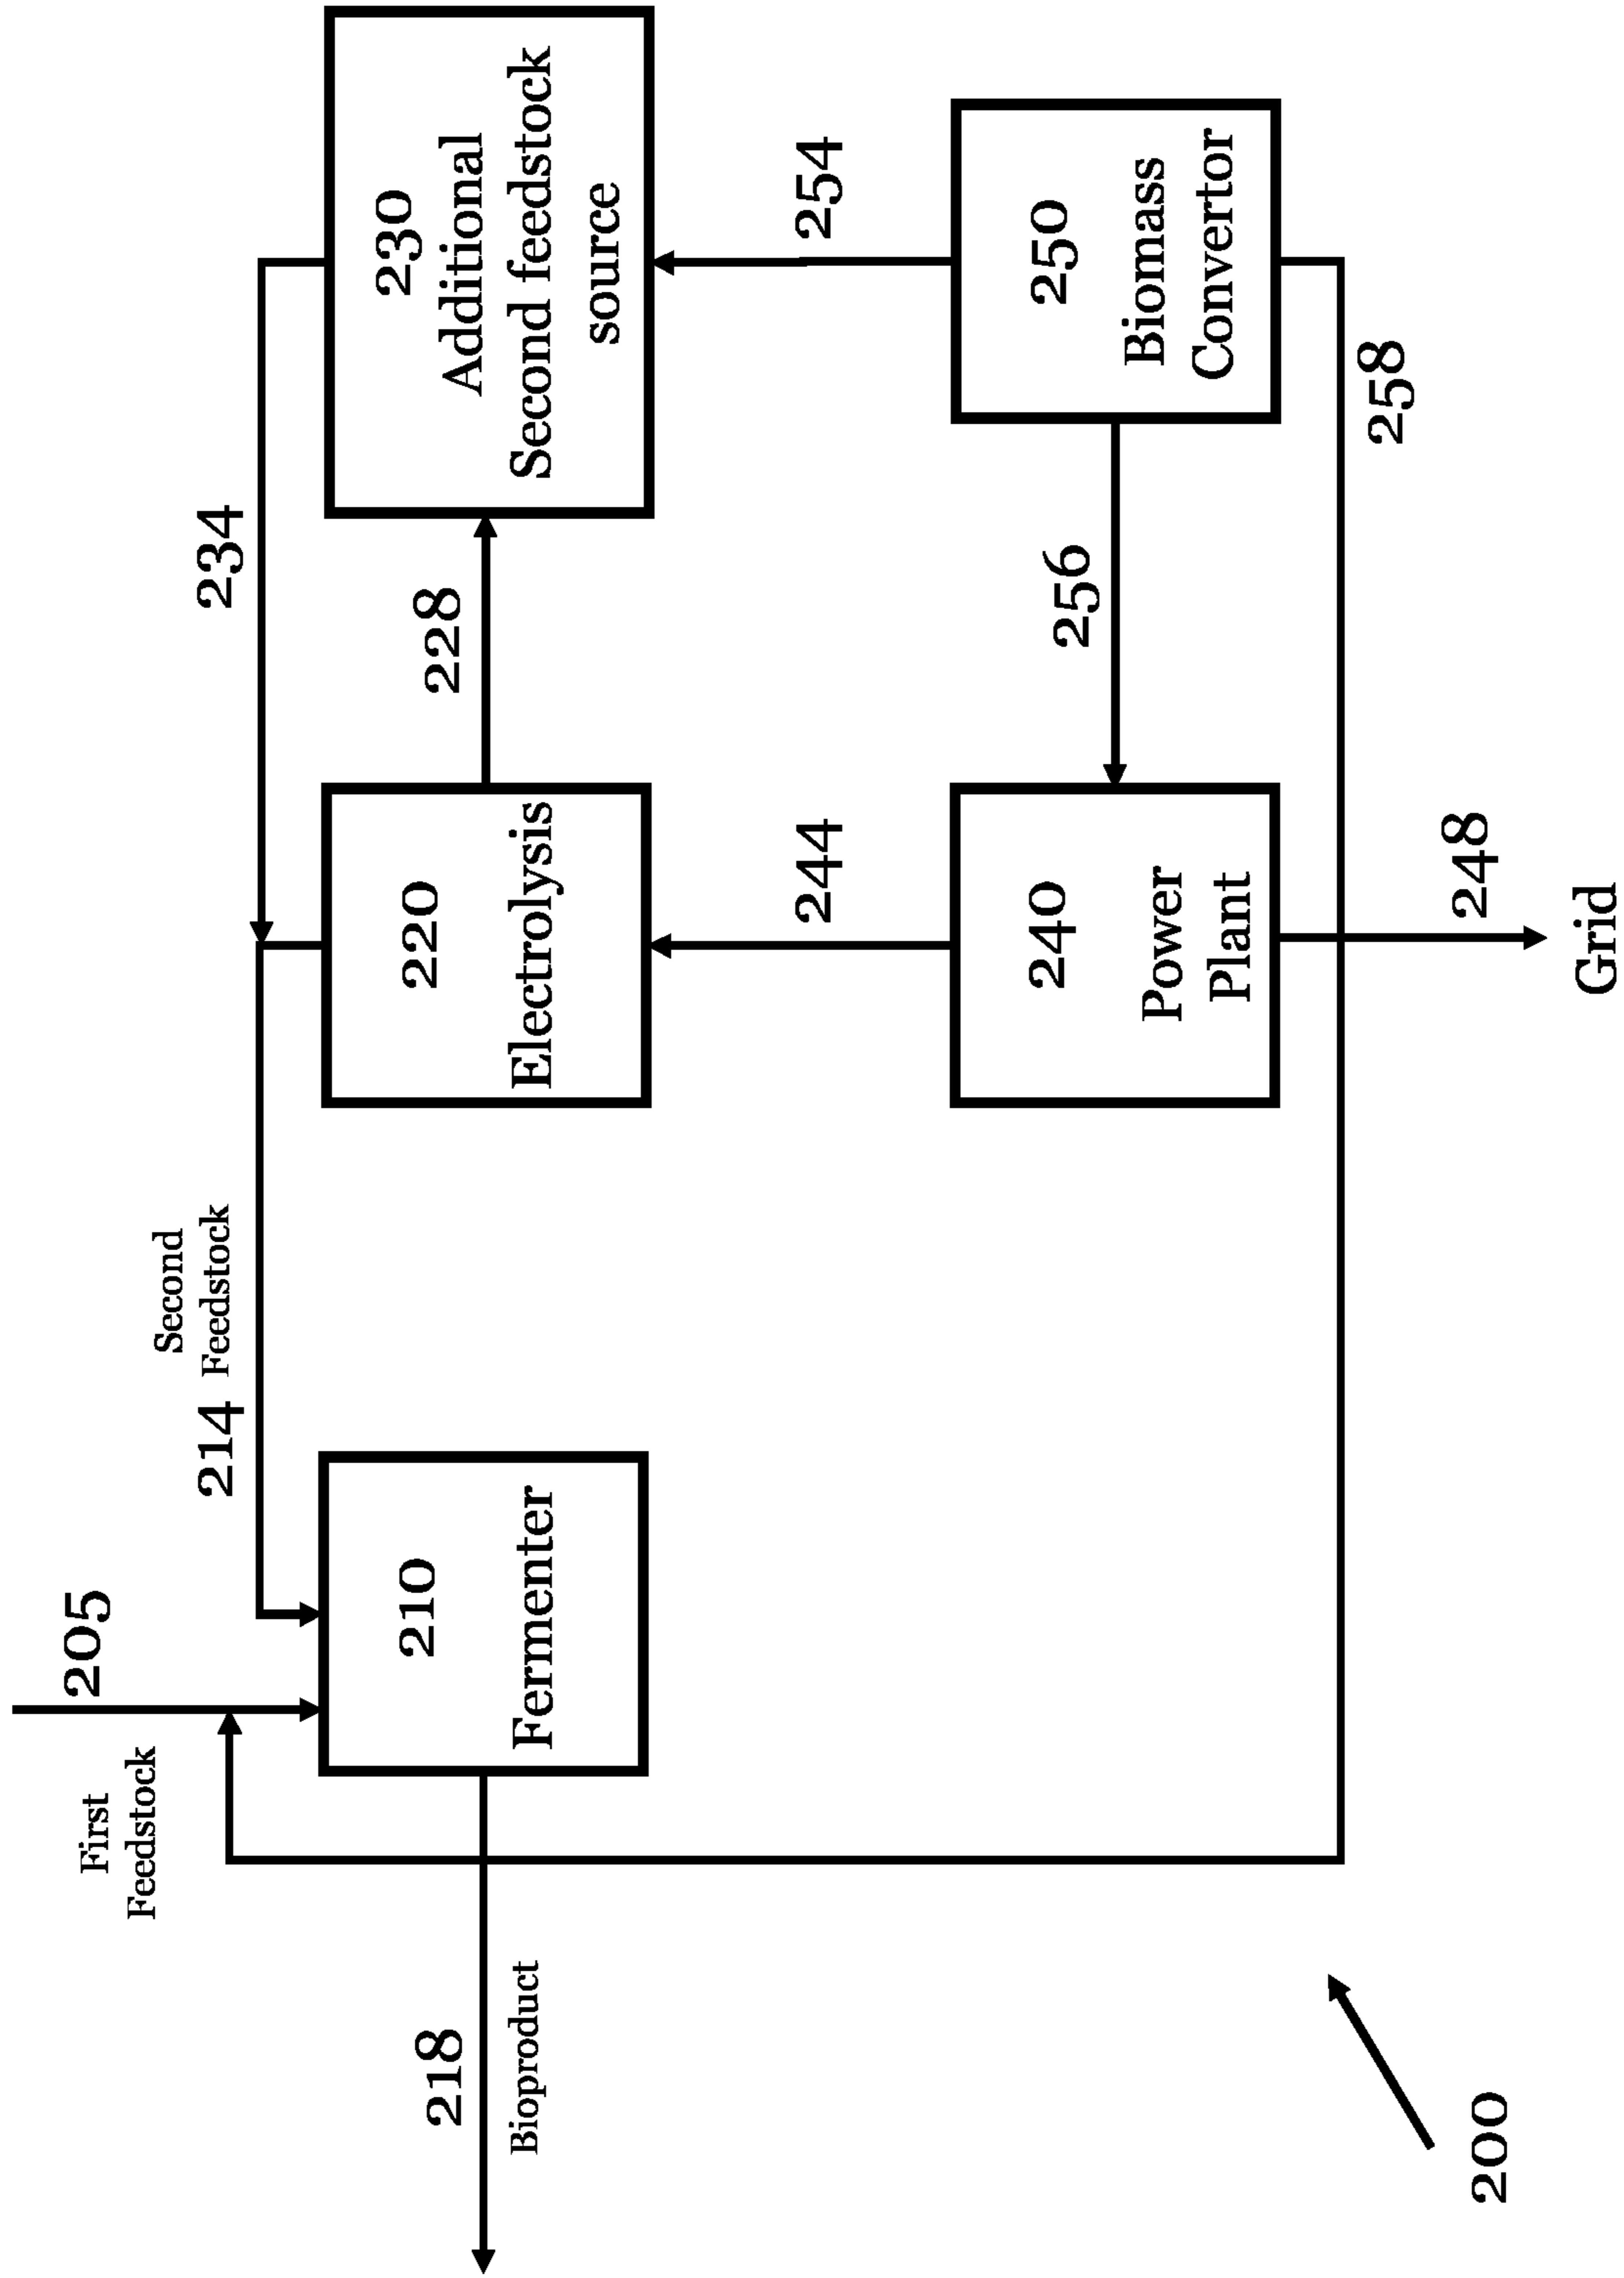 205
First
Feedstock
214
Second
Feedstock
234
210
Fermenter
218
Bioproduct
220
Electrolysis
228
230
Additional
Second feedstock
source
244
254
240
Power
Plant
256
250
Biomass
Convertor
258
248
Grid
200